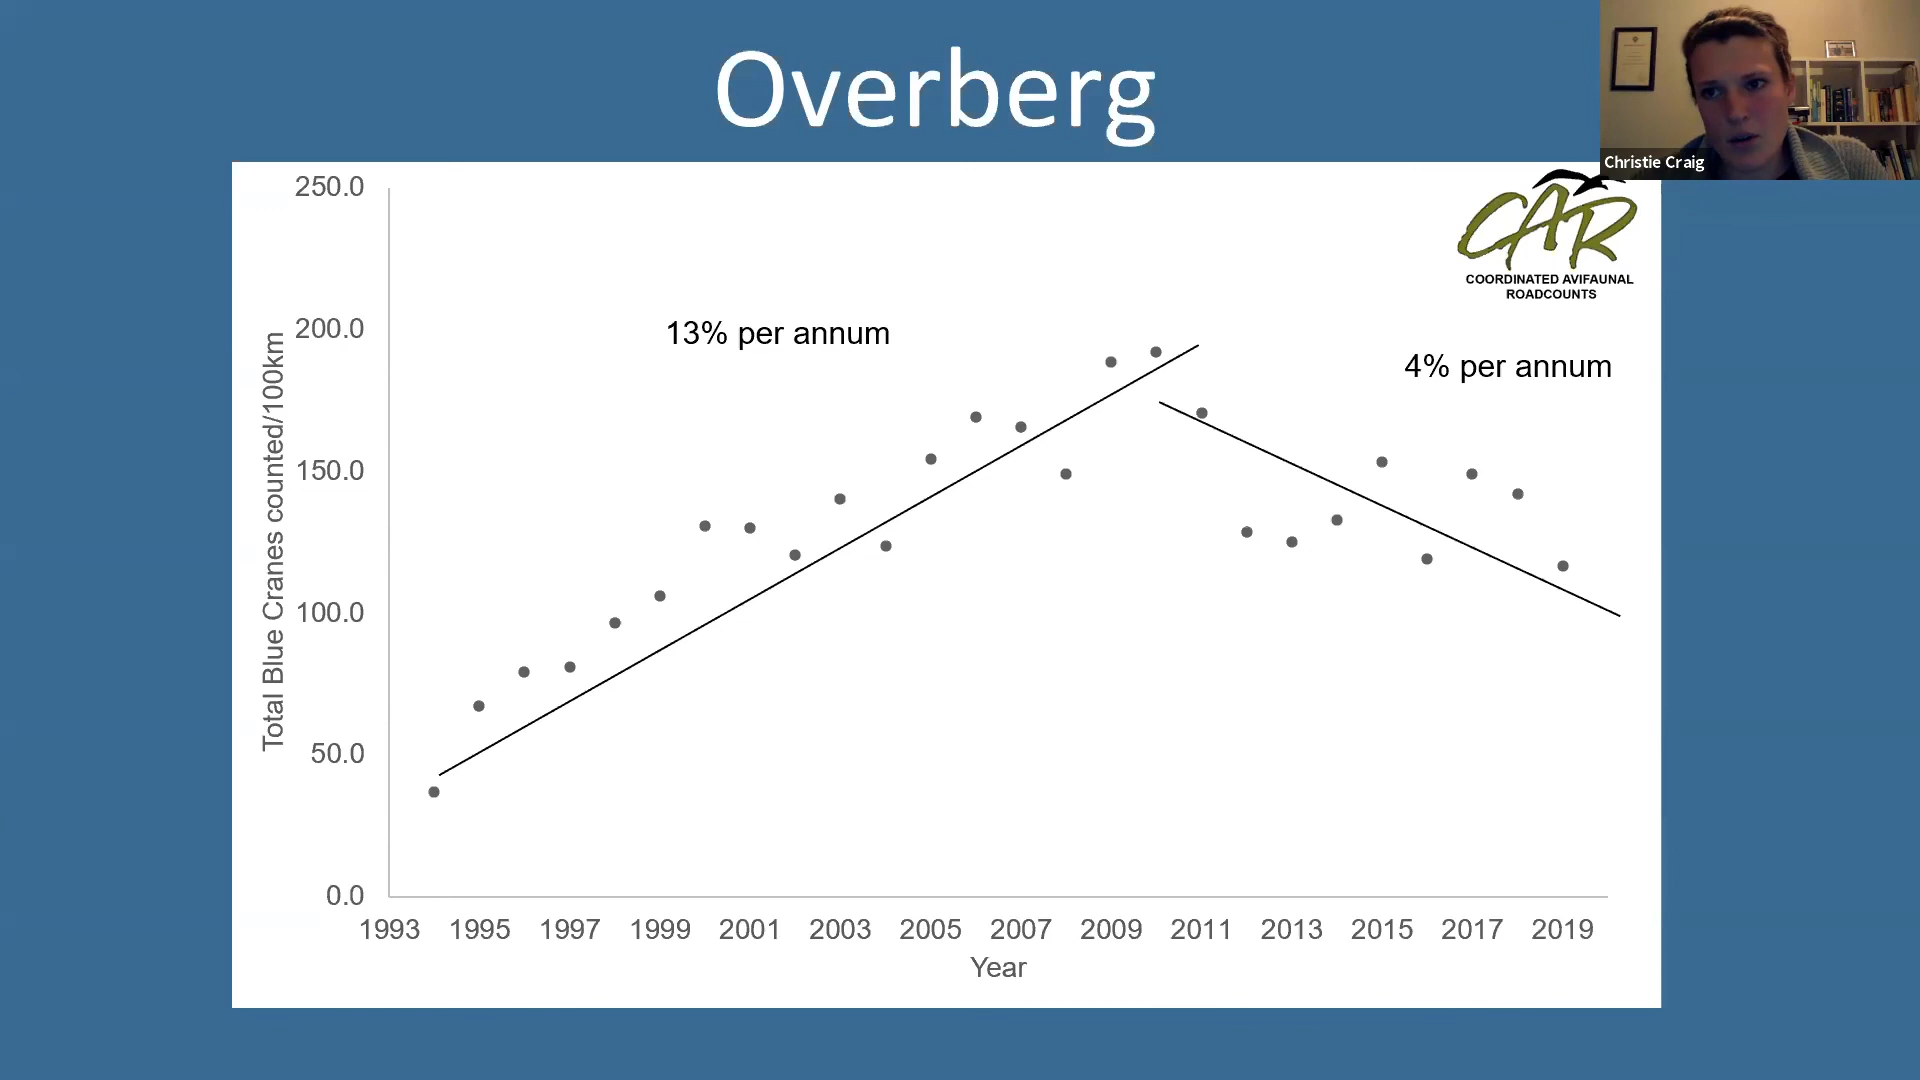 Overberg
Christie Craig
CAR
COORDINATED AVIFAUNAL
ROADCOUNTS
13% per annum
4% per annum
Total Blue Cranes counted/100km
250.0
200.0
150.0
100.0
50.0
0.0
1993 1995 1997 1999 2001 2003 2005 2007 2009 2011 2013 2015 2017 2019
Year